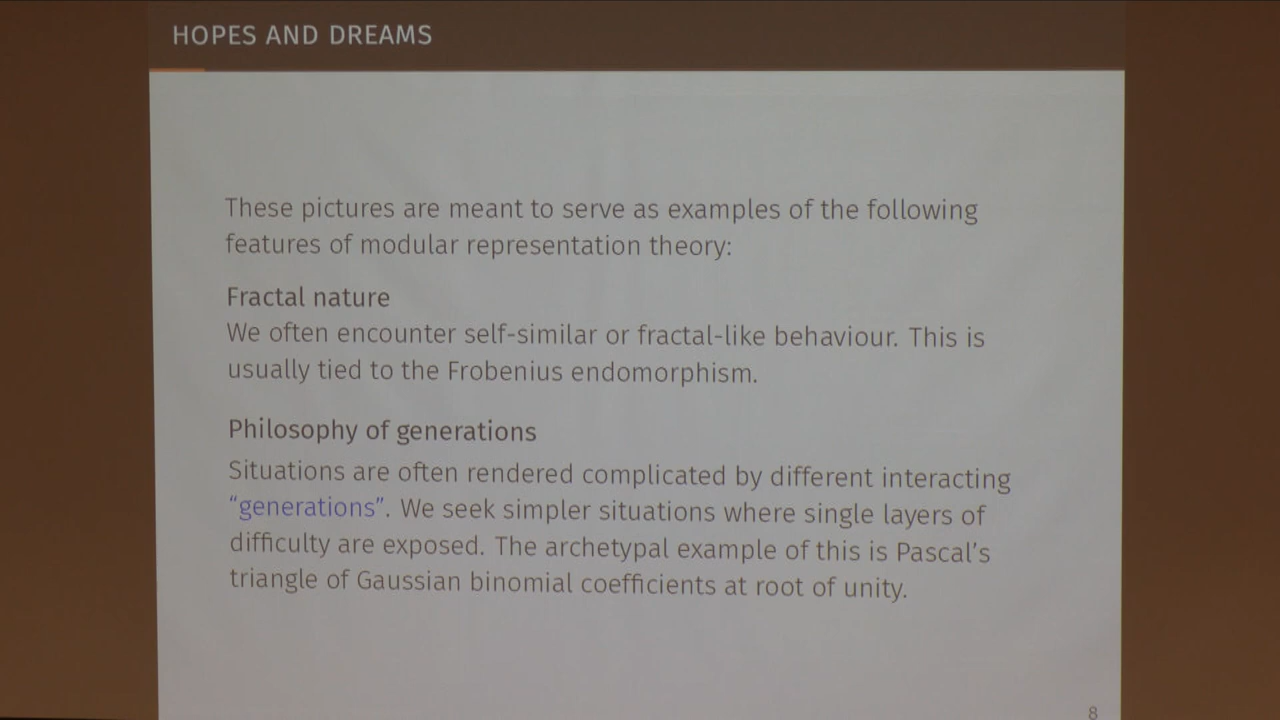 HOPES AND DREAMS
These pictures are meant to serve as examples of the following
features of modular representation theory:
Fractal nature
We often encounter self-similar or fractal-like behaviour. This is
usually tied to the Frobenius endomorphism.
Philosophy of generations
Situations are often rendered complicated by different interacting
“generations”. We seek simpler situations where single layers of
difficulty are exposed. The archetypal example of this is Pascal’s
triangle of Gaussian binomial coefficients at root of unity.
8